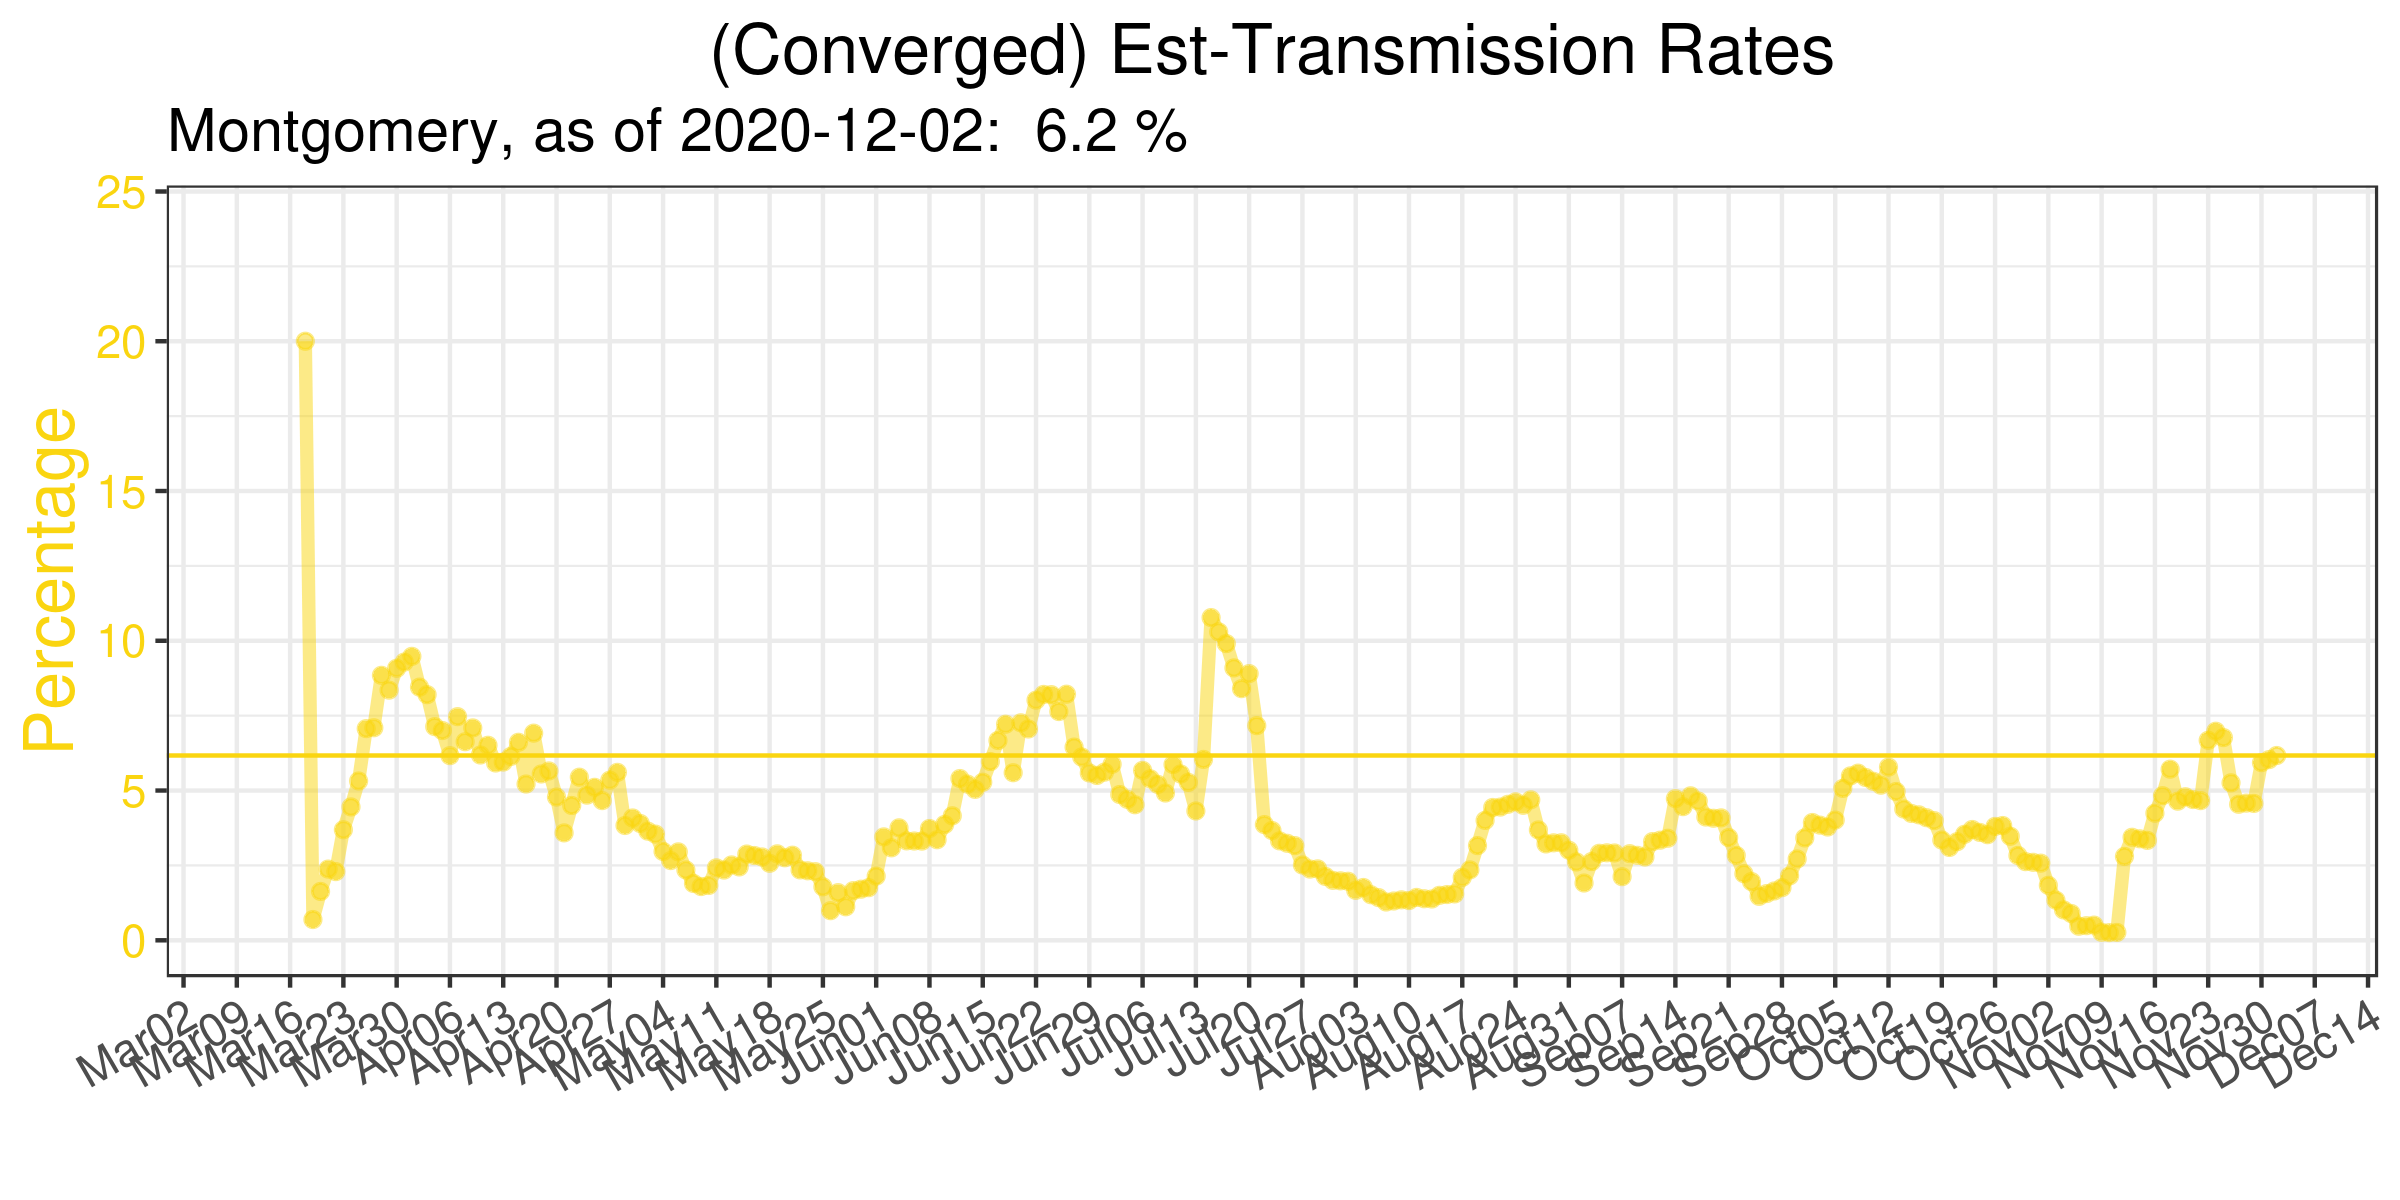 (Converged) Est-Transmission Rates
Montgomery, as of 2020-12-02:  6.2 %
Percentage
25
20
15
10
5
0
Mar02
Mar09
Mar16
Mar23
Mar30
Apr06
Apr13
Apr20
Apr27
May04
May11
May18
May25
Jun01
Jun08
Jun15
Jun22
Jun29
Jul06
Jul13
Jul20
Jul27
Aug03
Aug10
Aug17
Aug24
Aug31
Sep07
Sep14
Sep21
Sep28
Oct05
Oct12
Oct19
Oct26
Nov02
Nov09
Nov16
Nov23
Nov30
Dec07
Dec14